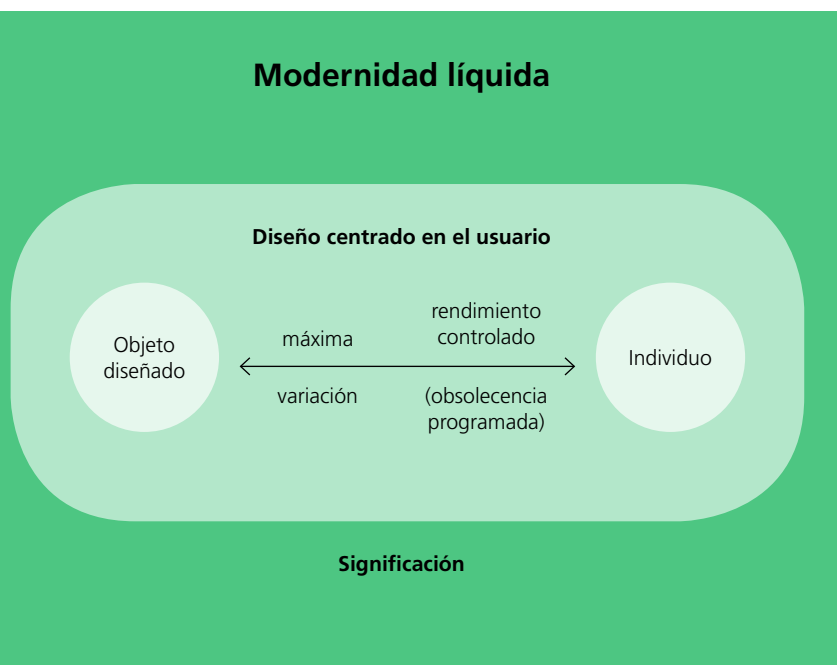 Modernidad líquida
Diseño centrado en el usuario
Objeto
diseñado
máxima
variación
rendimiento
controlado
(obsolecencia
programada)
Individuo
Significación